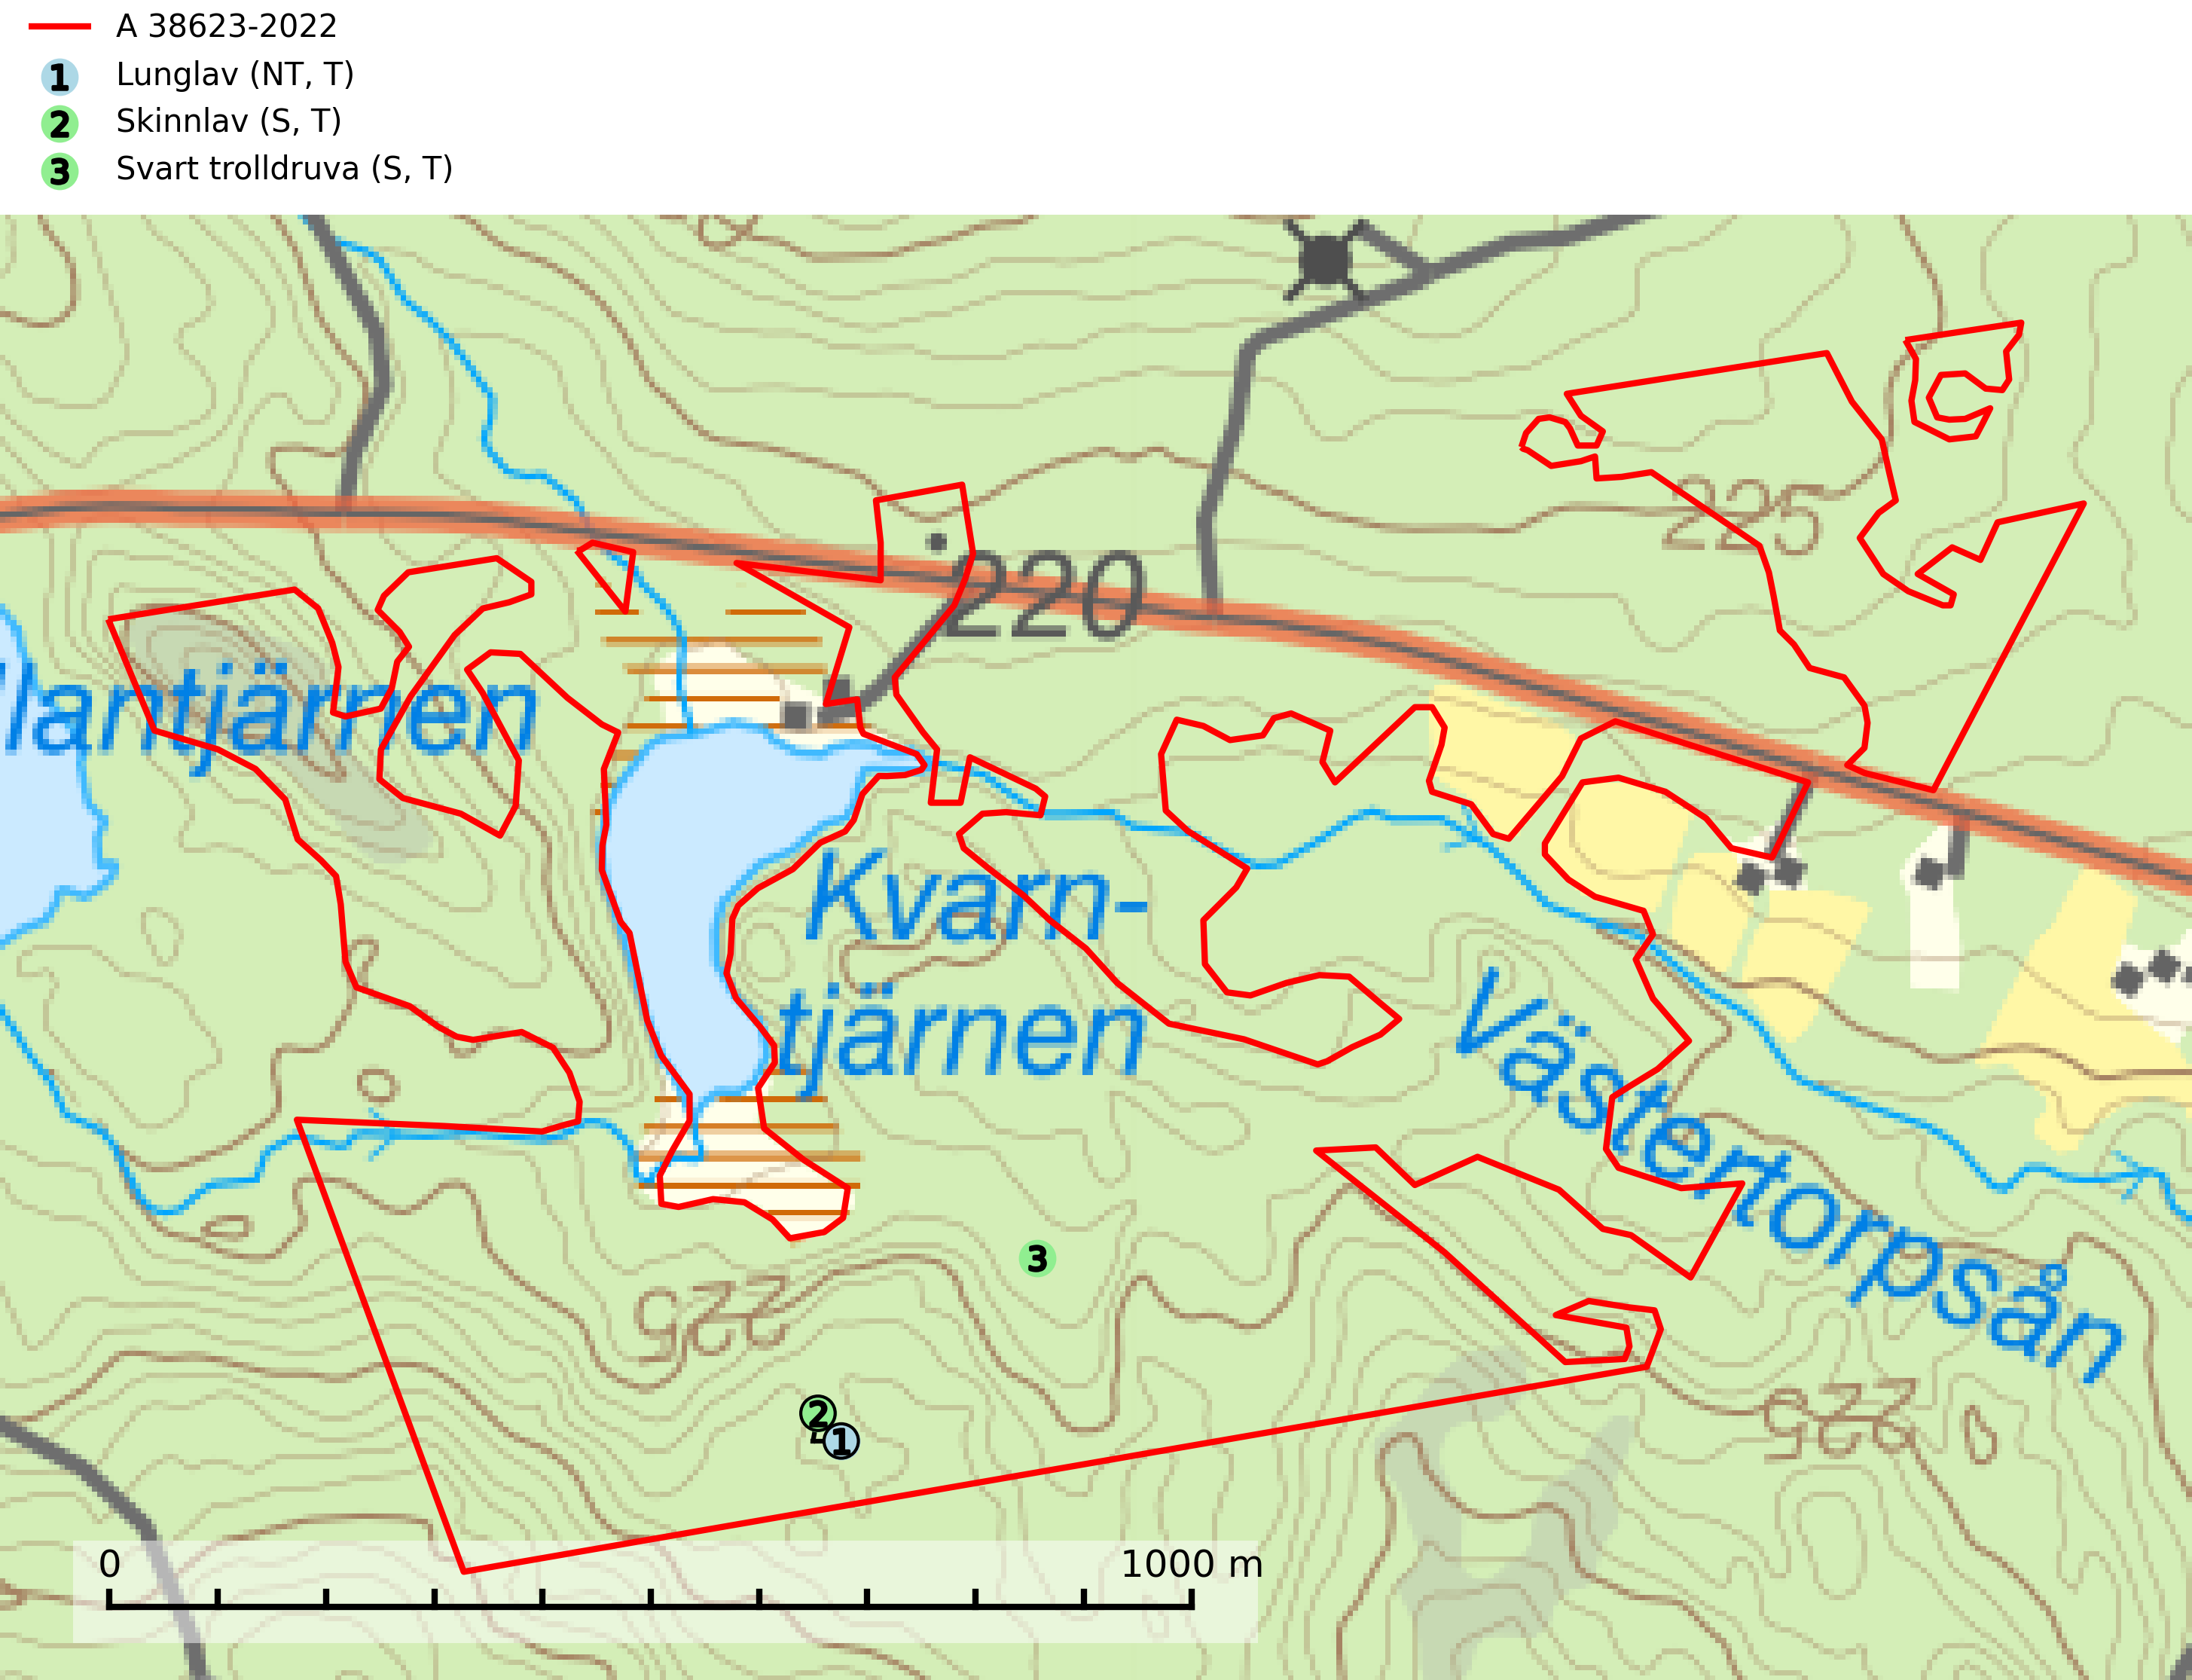 A 38623-2022
1 Lunglav (NT, T)
2 Skinnlav (S, T)
3 Svart trolldruva (S, T)
225
220
lantjärnen
Kvarn-
tjärnen
Västertorpsån
3
225
225
2
1
0 1000 m